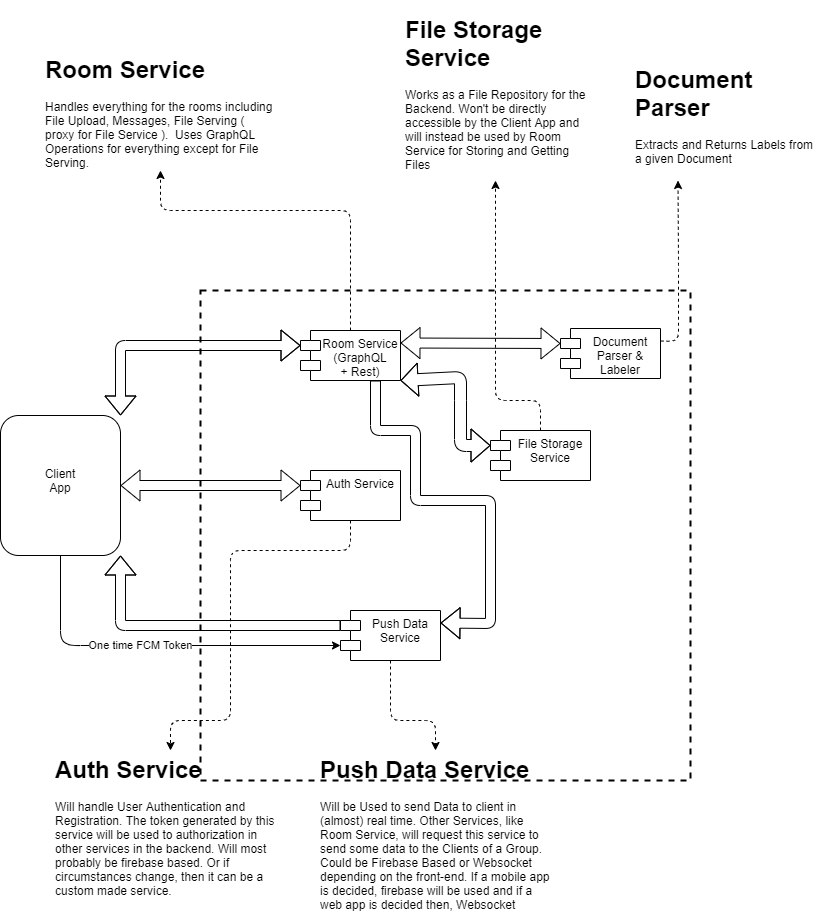 File Storage
Service
Room Service
Document
Parser
Handles everything for the rooms including
File Upload, Messages, File Serving (
proxy for File Service ).  Uses GraphQL
Operations for everything except for File
Serving.
Works as a File Repository for the
Backend. Won't be directly
accessible by the Client App and
will instead be used by Room
Service for Storing and Getting
Files
Extracts and Returns Labels from
a given Document
Room Service
(GraphQL
+ Rest)
Document
Parser &
Labeler
File Storage
Service
Client
App
Auth Service
Push Data
Service
One time FCM Token
Auth Service
Push Data Service
Will handle User Authentication and
Registration. The token generated by this
service will be used to authorization in
other services in the backend. Will most
probably be firebase based. Or if
circumstances change, then it can be a
custom made service.
Will be Used to send Data to client in
(almost) real time. Other Services, like
Room Service, will request this service to
send some data to the Clients of a Group.
Could be Firebase Based or Websocket
depending on the front-end. If a mobile app
is decided, firebase will be used and if a
web app is decided then, Websocket